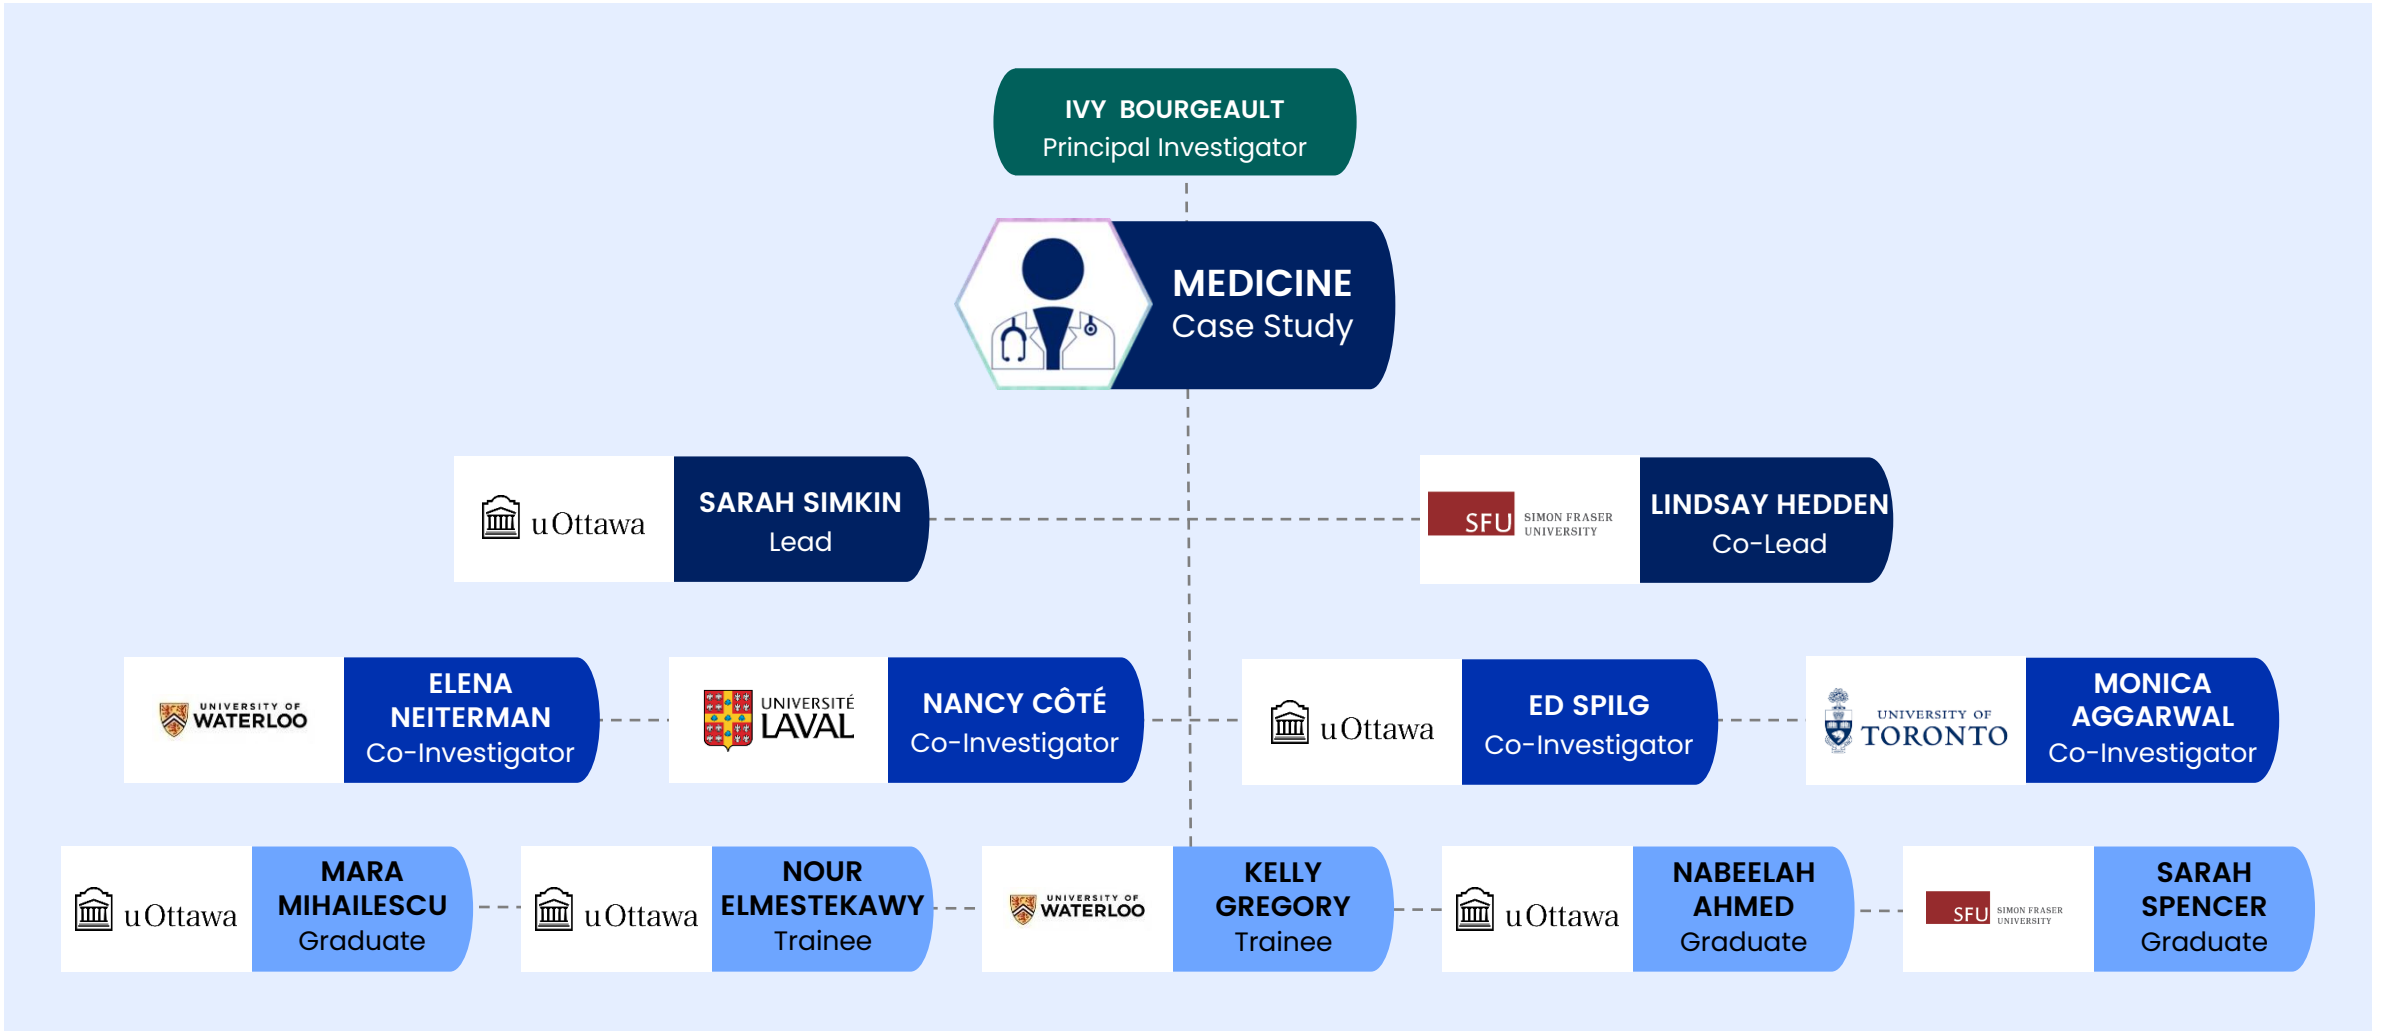 IVY BOURGEAULT
Principal Investigator
MEDICINE
Case Study
uOttawa
SARAH SIMKIN
Lead
SFU
SIMON FRASER
UNIVERSITY
LINDSAY HEDDEN
Co-Lead
UNIVERSITY OF
WATERLOO
ELENA
NEITERMAN
Co-Investigator
UNIVERSITÉ
LAVAL
NANCY CÔTÉ
Co-Investigator
uOttawa
ED SPILG
Co-Investigator
UNIVERSITY OF
TORONTO
MONICA
AGGARWAL
Co-Investigator
uOttawa
MARA
MIHAILESCU
Graduate
uOttawa
NOUR
ELMESTEKAWY
Trainee
UNIVERSITY OF
WATERLOO
KELLY
GREGORY
Trainee
uOttawa
NABEELAH
AHMED
Graduate
SFU
SIMON FRASER
UNIVERSITY
SARAH
SPENCER
Graduate